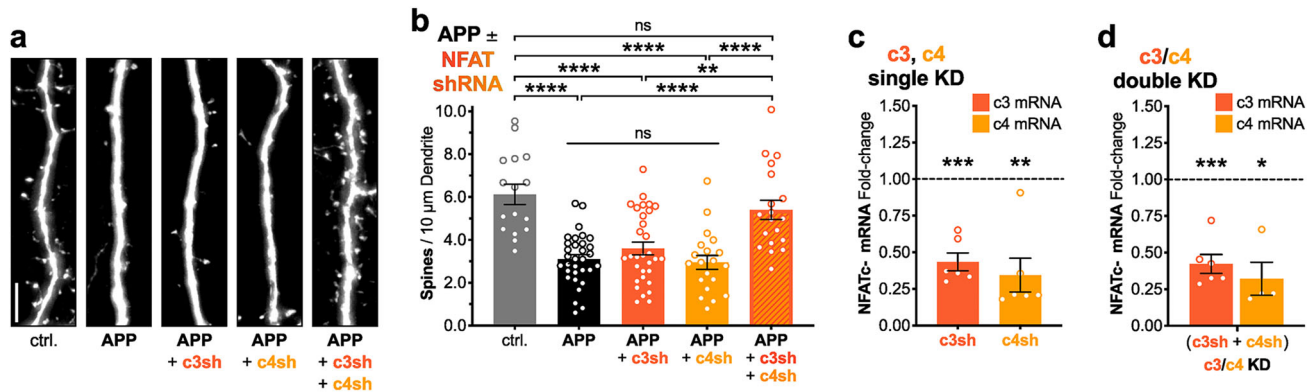 a
ctrl.
APP
APP
+ c3sh
APP
+ c4sh
APP
+ c3sh
+ c4sh
b
APP ±
NFAT
shRNA
ns
**** ****
**** **
**** ****
ns
Spines / 10 µm Dendrite
10.0
8.0
6.0
4.0
2.0
0.0
ctrl.
APP
APP
+ c3sh
APP
+ c4sh
APP
+ c3sh
+ c4sh
c
c3, c4
single KD
c3 mRNA
c4 mRNA
NFATc- mRNA Fold-change
1.50
1.25
1.00
0.75
0.50
0.25
0
*** **
c3sh c4sh
d
c3/c4
double KD
c3 mRNA
c4 mRNA
NFATc- mRNA Fold-change
1.50
1.25
1.00
0.75
0.50
0.25
0
*** *
(c3sh + c4sh)
c3/c4 KD